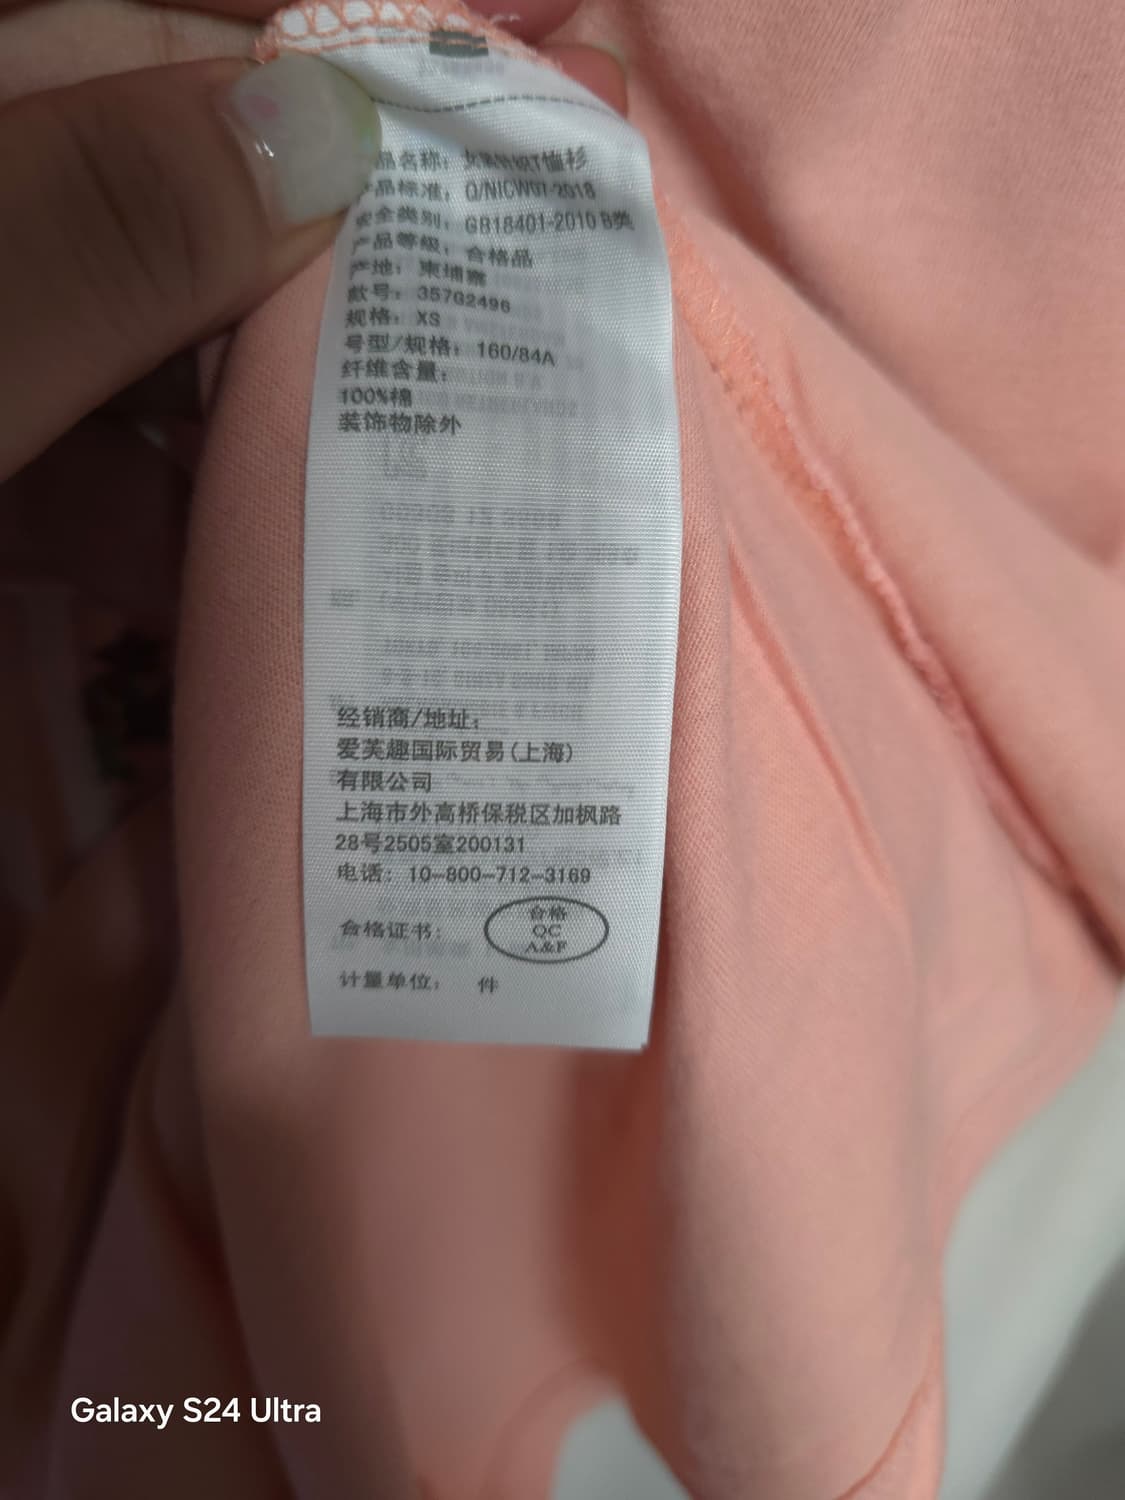 品名称：女装针织T恤衫
产品标准：Q/NICW07-2018
安全类别：GB18401-2010 B类
产品等级：合格品
产地：柬埔寨
款号：357G2496
规格：XS
号型/规格：160/84A
纤维含量：
100%棉
装饰物除外
经销商/地址：
爱芙趣国际贸易(上海)
有限公司
上海市外高桥保税区加枫路
28号2505室200131
电话：10-800-712-3169
合格证书：
合格
QC
A&F
计量单位： 件
Galaxy S24 Ultra